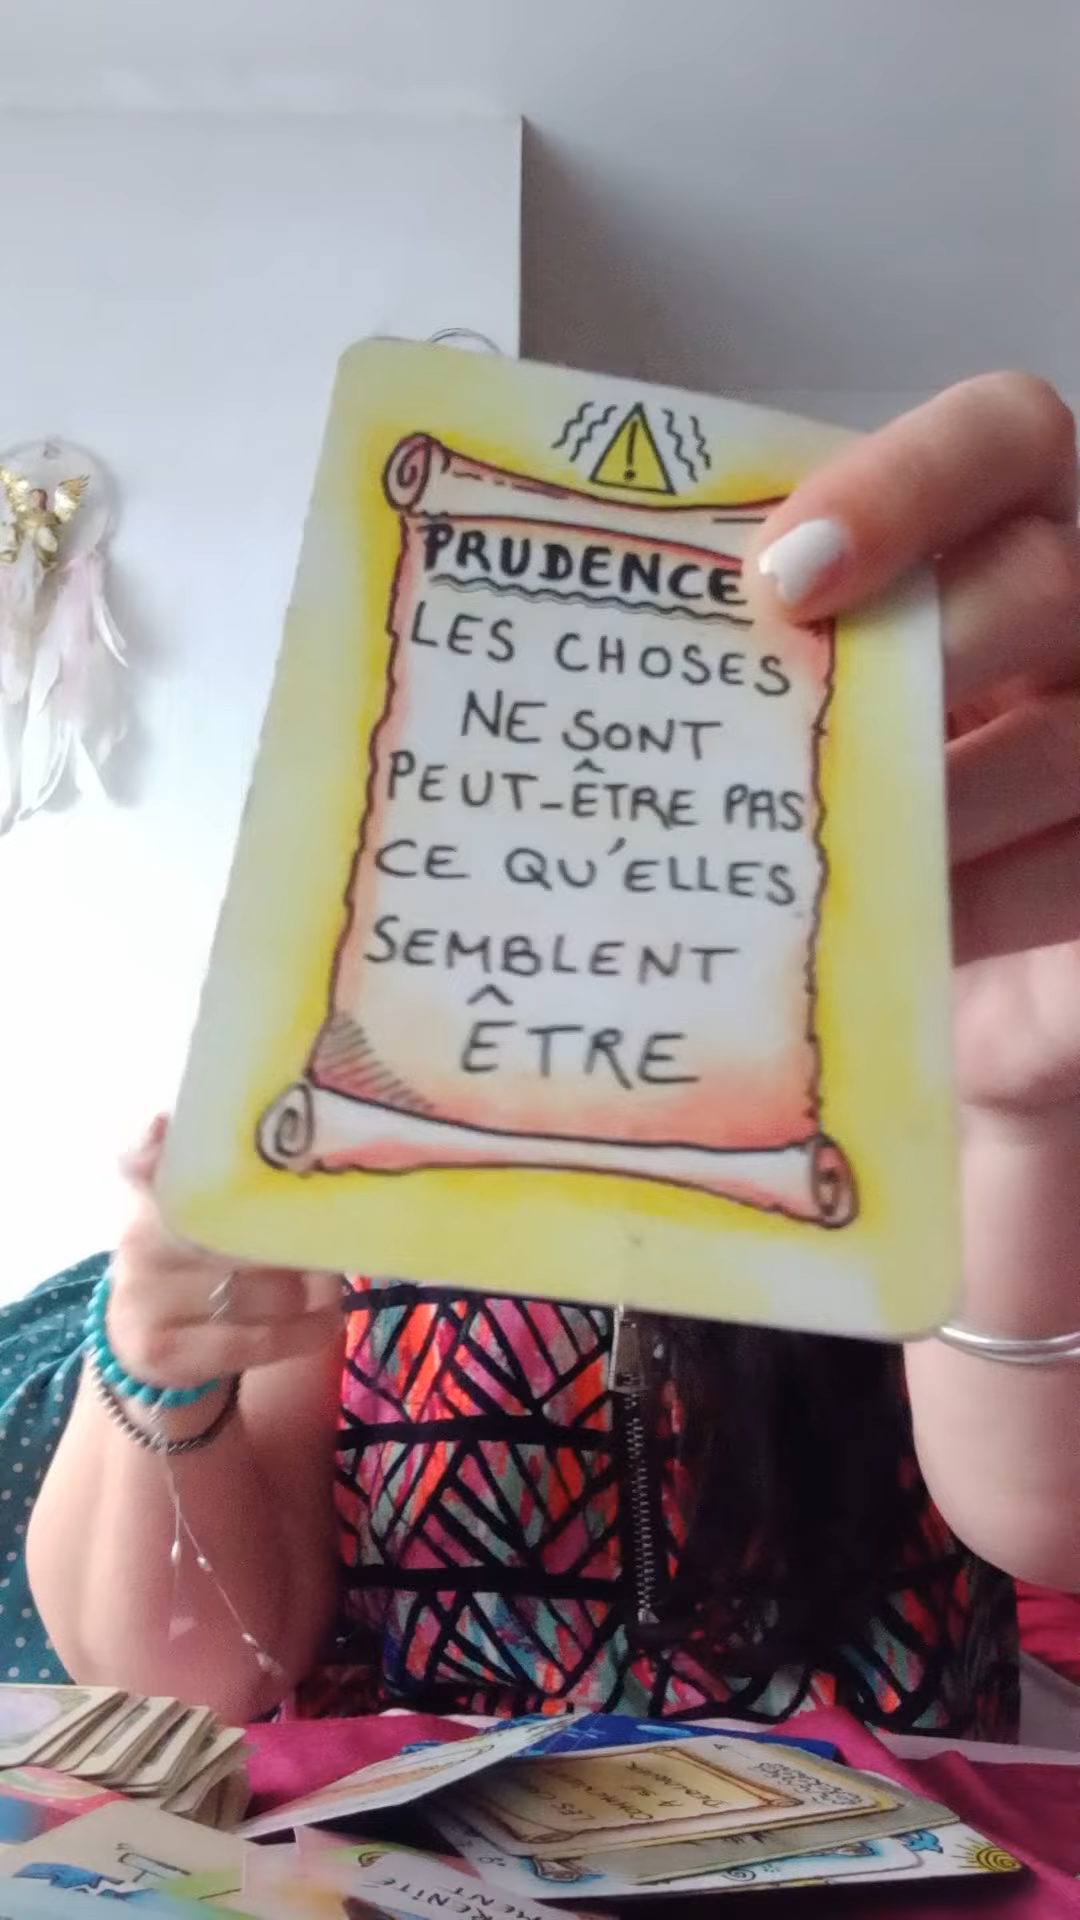 !
PRUDENCE
LES CHOSES
NE SONT
PEUT-ÊTRE PAS
CE QU'ELLES
SEMBLENT
ÊTRE